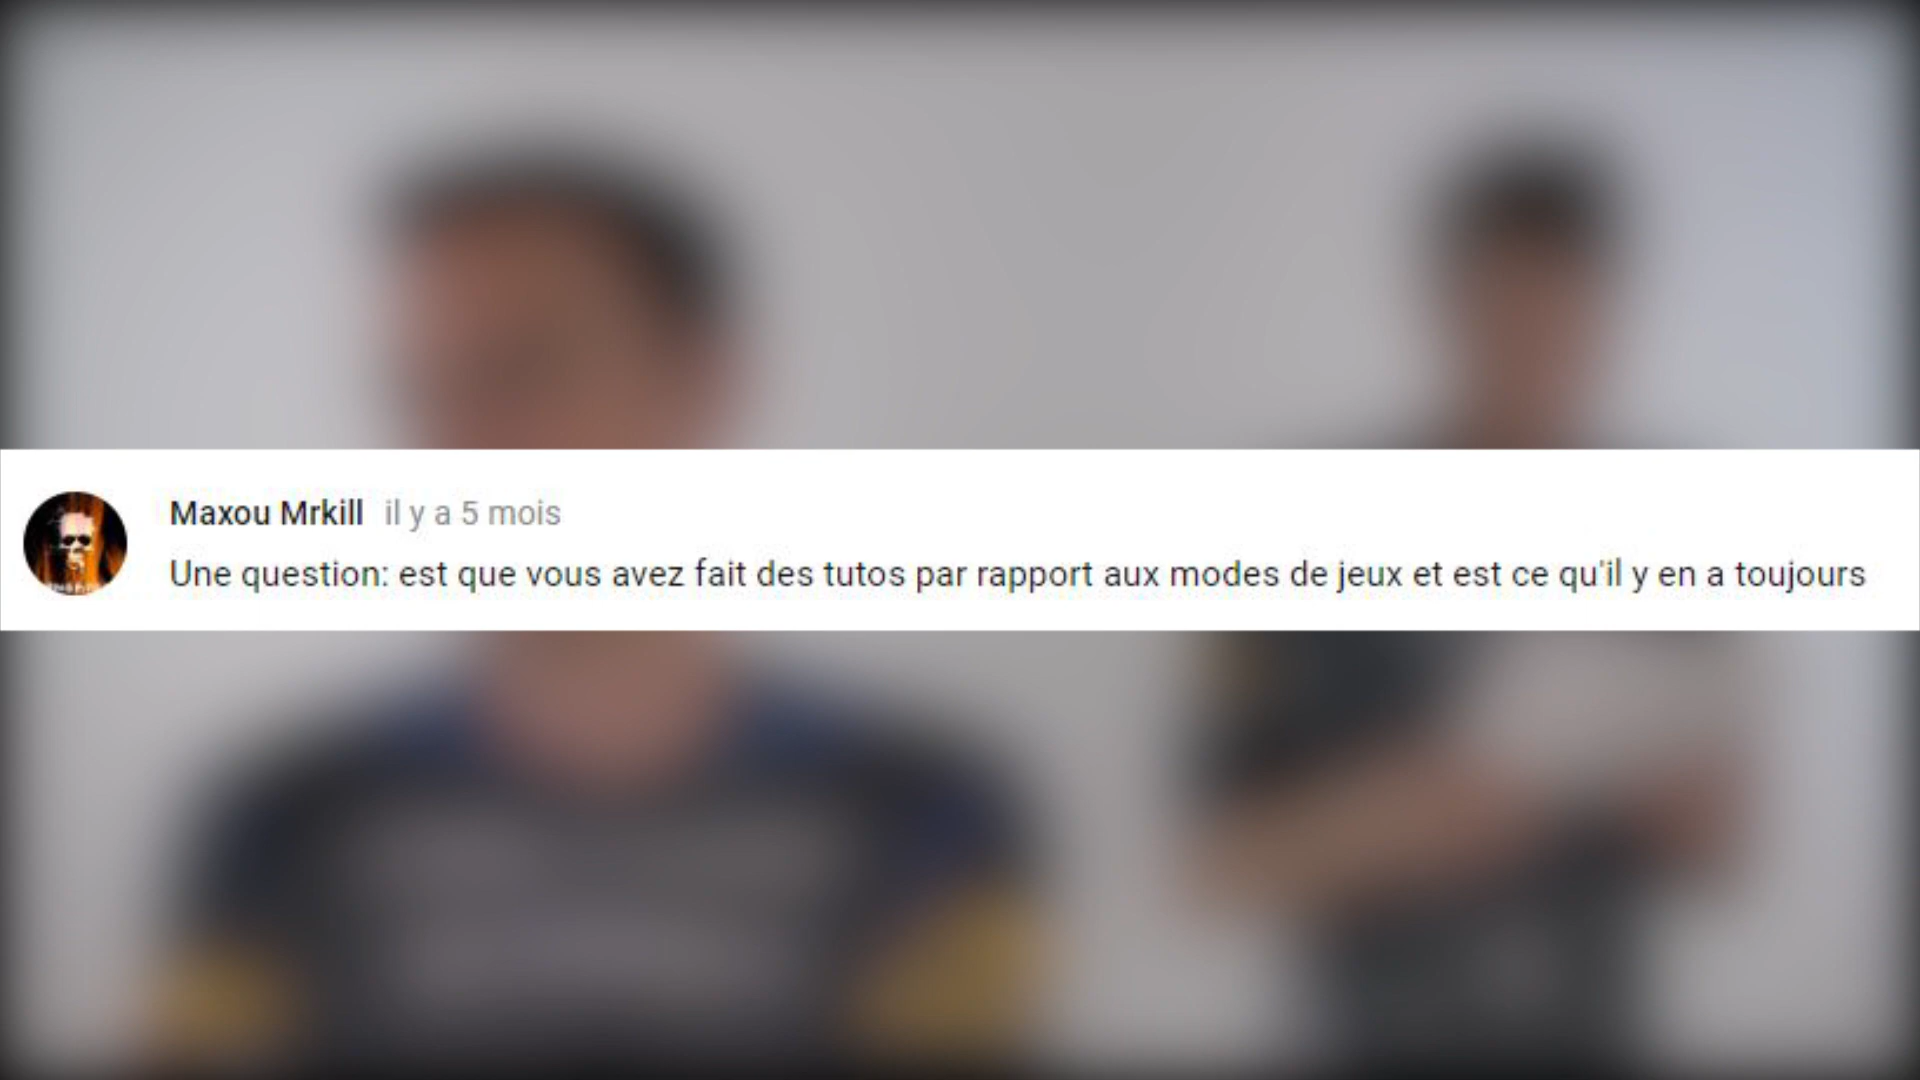 Maxou Mrkill il y a 5 mois
Une question: est que vous avez fait des tutos par rapport aux modes de jeux et est ce qu'il y en a toujours